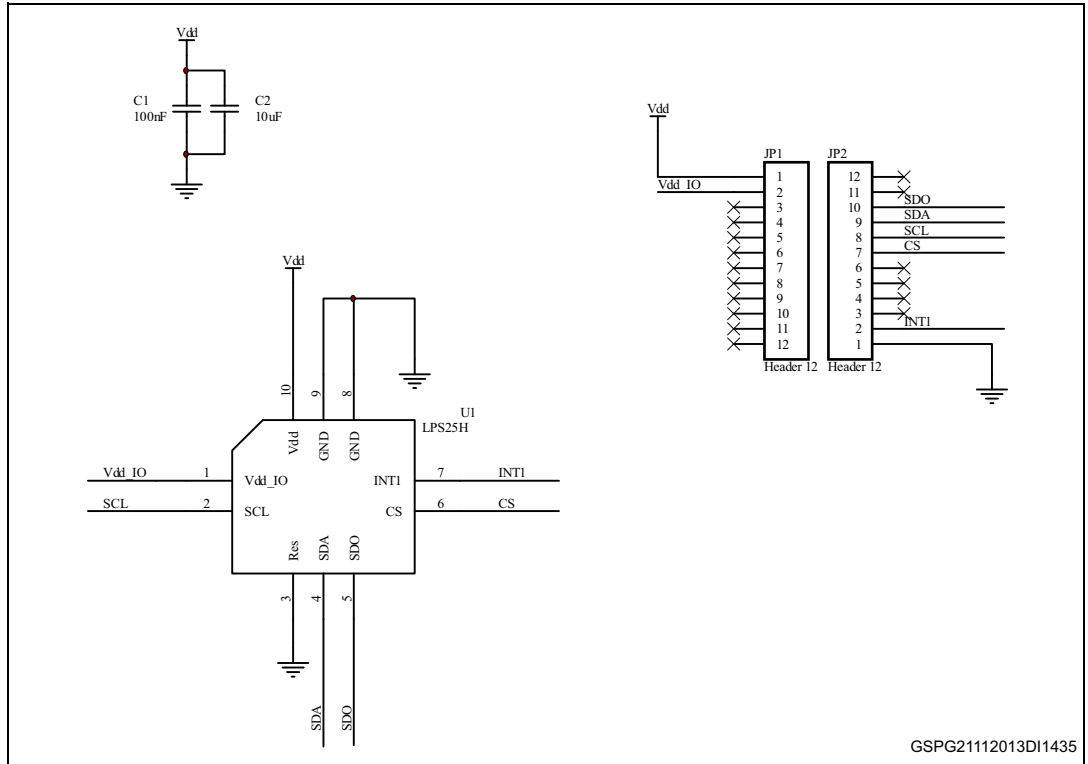 Vdd
C1
100nF
C2
10uF
Vdd
Vdd_IO
JP1
1
2
3
4
5
6
7
8
9
10
11
12
Header 12
JP2
12
11
10
9
8
7
6
5
4
3
2
1
Header 12
SDO
SDA
SCL
CS
INT1
Vdd
10
9
8
U1
LPS25H
Vdd
GND
GND
Vdd_IO 1 Vdd_IO
INT1 7 INT1
SCL 2 SCL
CS 6 CS
Res
SDA
SDO
3
4
5
SDA
SDO
GSPG21112013DI1435